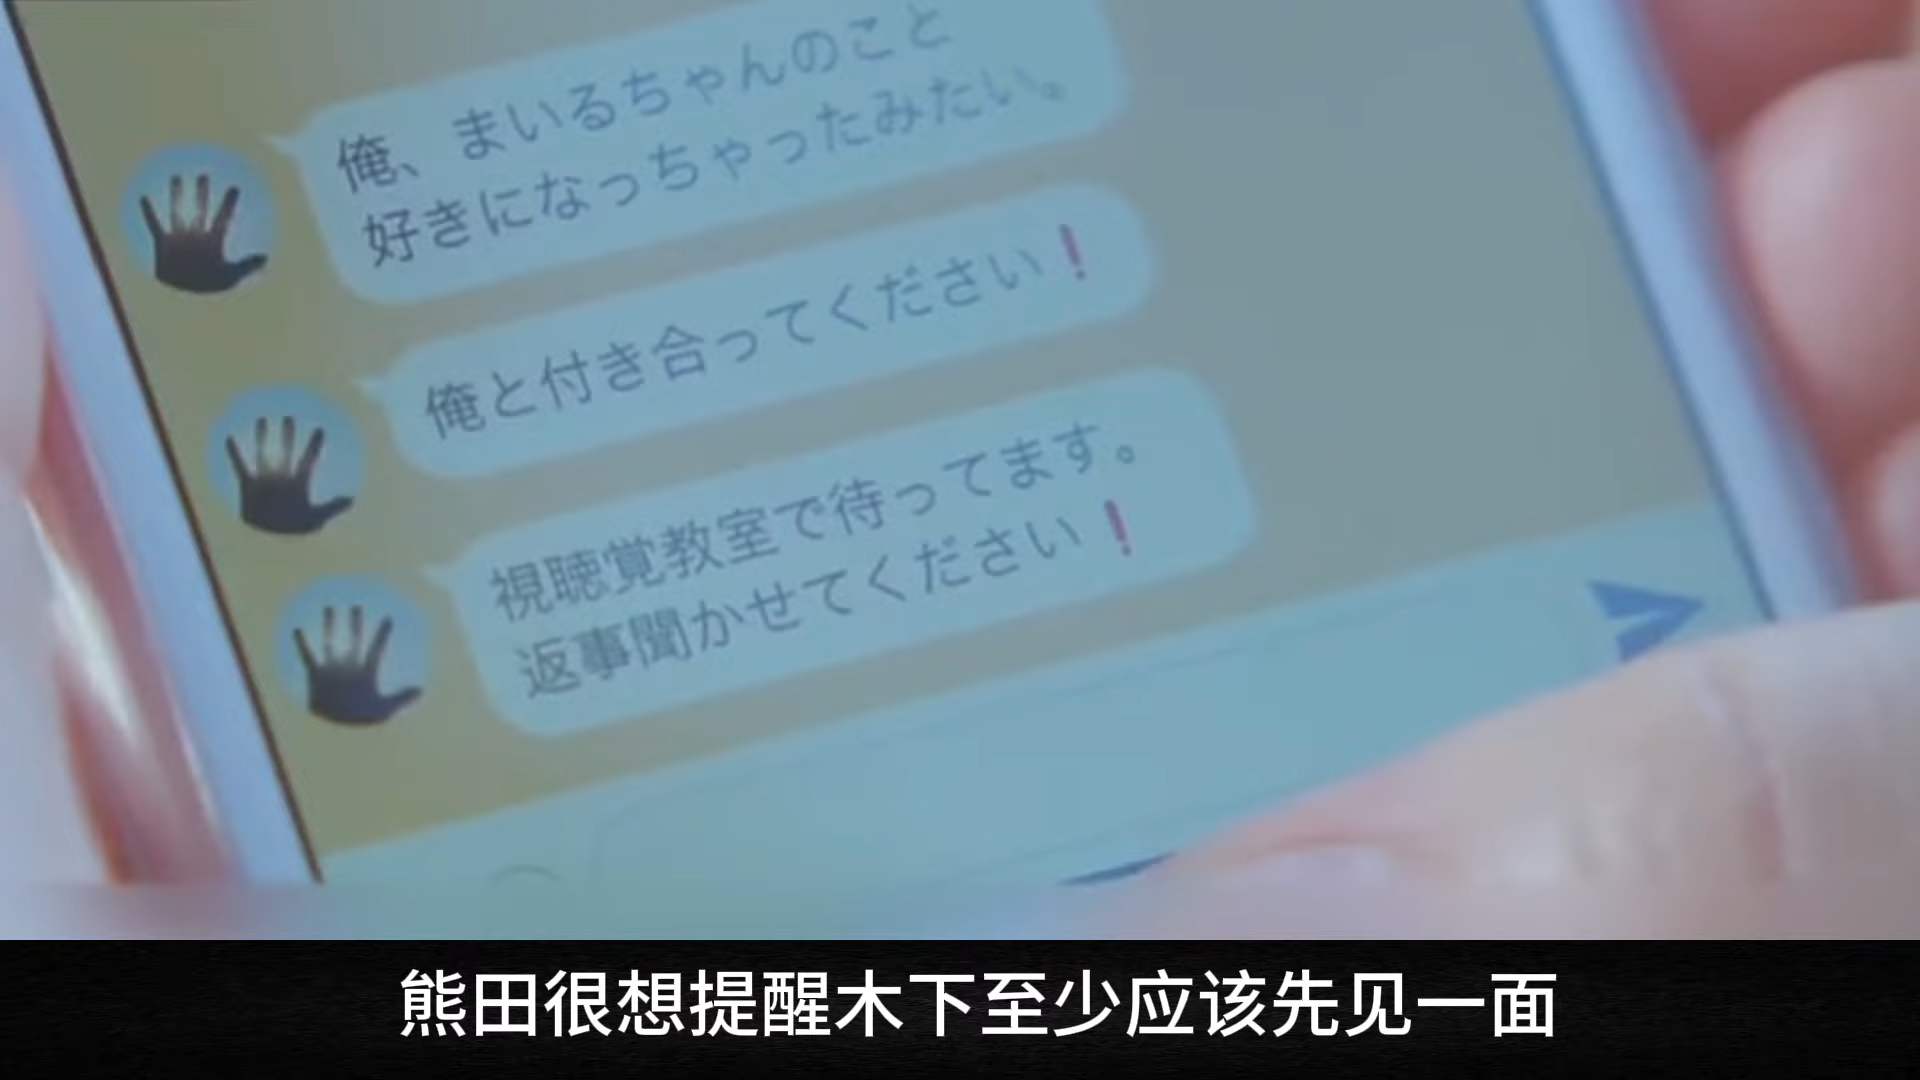 俺、まいるちゃんのこと
好きになっちゃったみたい。
俺と付き合ってください❗
視聴覚教室で待ってます。
返事聞かせてください❗
熊田很想提醒木下至少应该先见一面